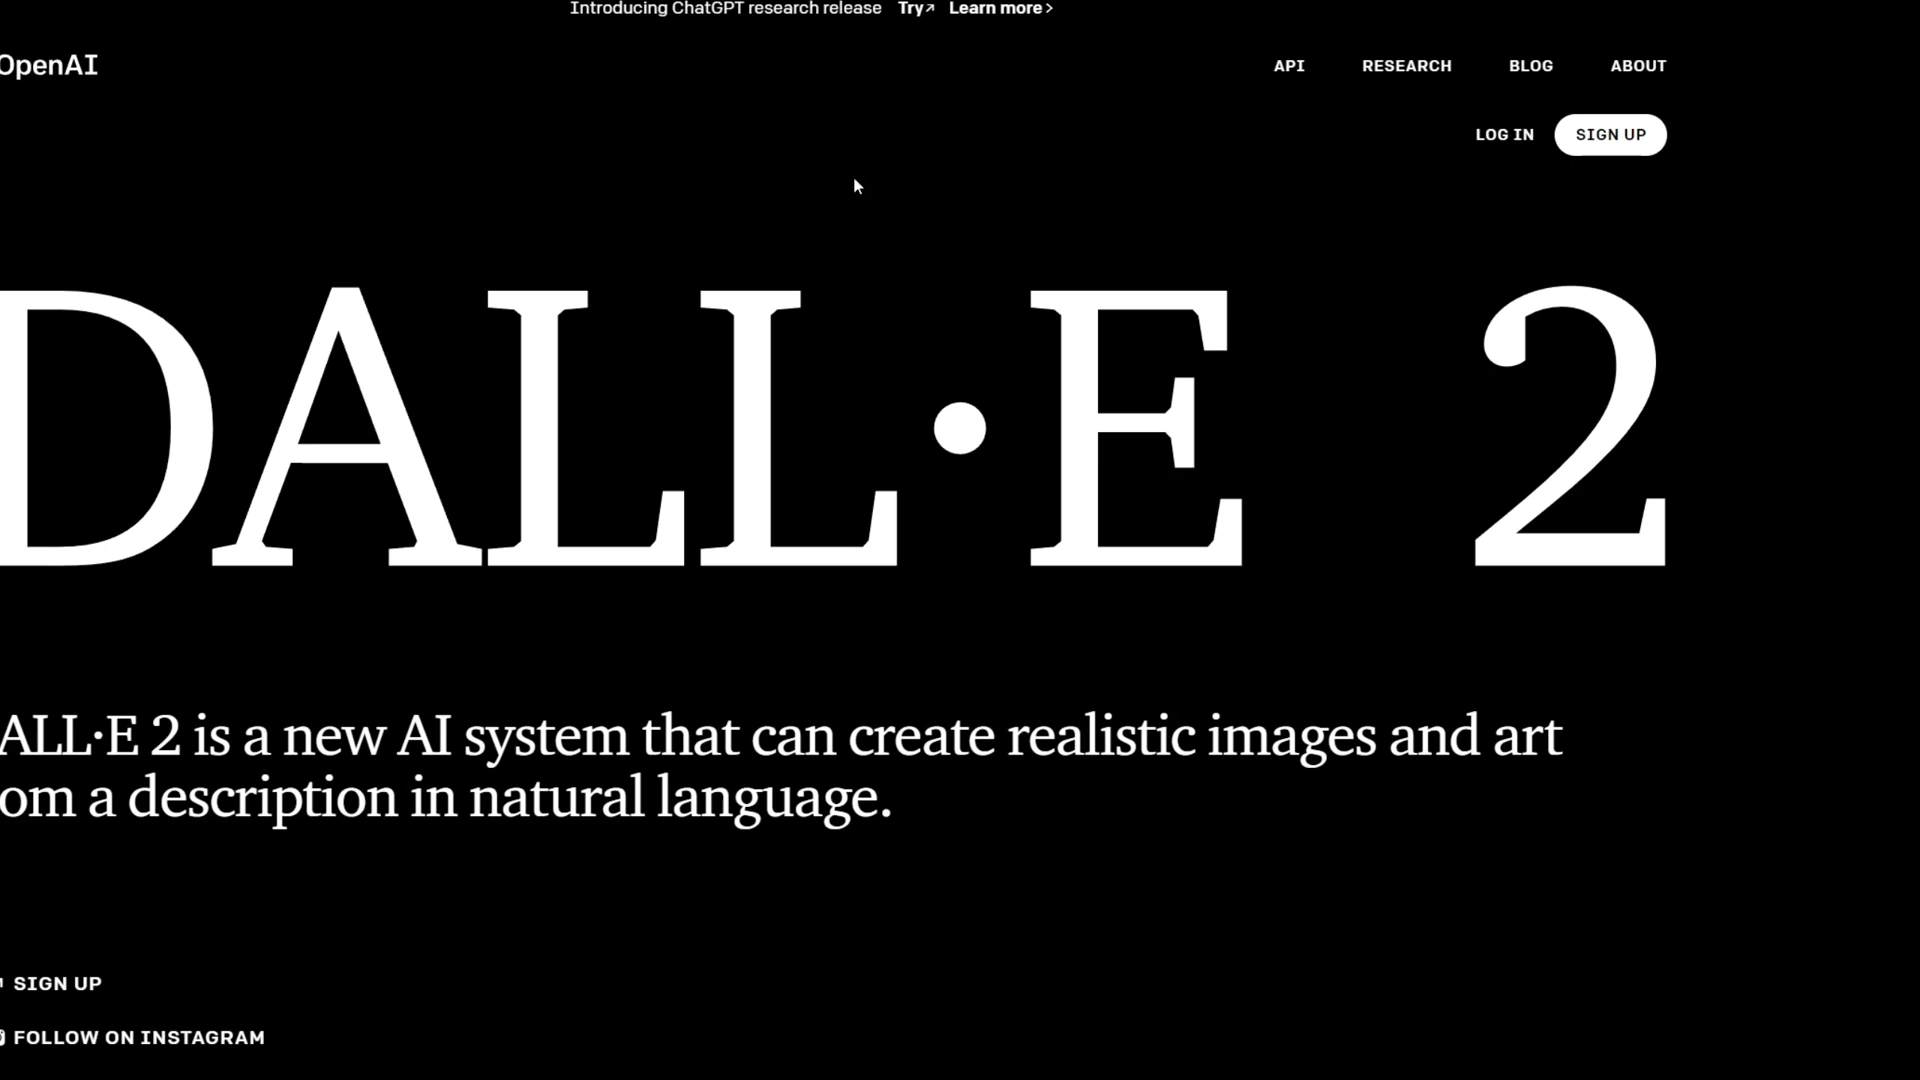 Introducing ChatGPT research release Try↗ Learn more >
OpenAI
API RESEARCH BLOG ABOUT
LOG IN SIGN UP
DALL·E 2
ALL·E 2 is a new AI system that can create realistic images and art
om a description in natural language.
SIGN UP
FOLLOW ON INSTAGRAM